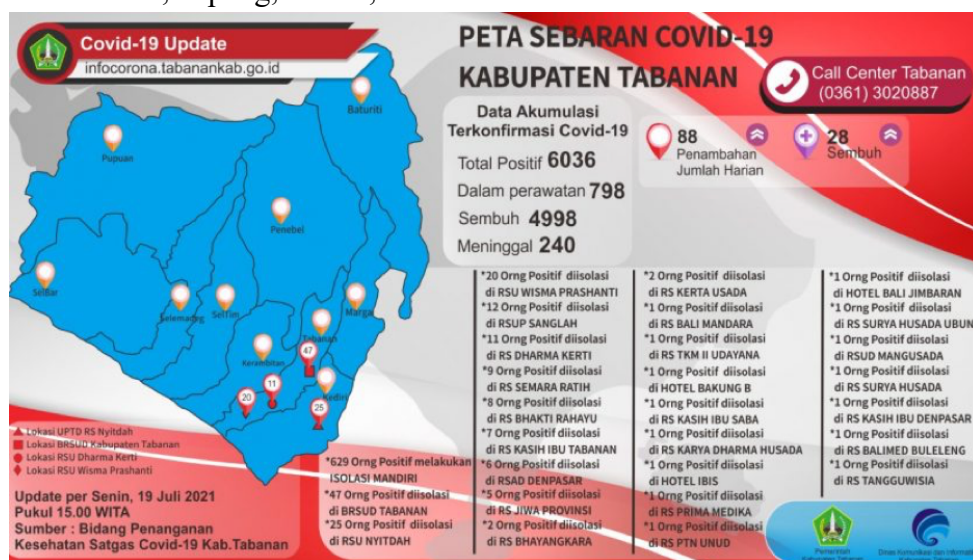 Covid-19 Update
infocorona.tabanankab.go.id
PETA SEBARAN COVID-19
KABUPATEN TABANAN
Call Center Tabanan
(0361) 3020887
Data Akumulasi
Terkonfirmasi Covid-19
Total Positif 6036
Dalam perawatan 798
Sembuh 4998
Meninggal 240
88
Penambahan
Jumlah Harian
28
Sembuh
Baturiti
Pupuan
Penebel
Selbar
Selemadeg
Seltim
Marga
Tabanan
Kerambitan
Kediri
47
11
20
25
Lokasi UPTD RS Nyitdah
Lokasi BRSUD Kabupaten Tabanan
Lokasi RSU Dharma Kerti
Lokasi RSU Wisma Prashanti
Update per Senin, 19 Juli 2021
Pukul 15.00 WITA
Sumber : Bidang Penanganan
Kesehatan Satgas Covid-19 Kab.Tabanan
*629 Orng Positif melakukan
ISOLASI MANDIRI
*47 Orng Positif diisolasi
di BRSUD TABANAN
*25 Orng Positif diisolasi
di RSU NYITDAH
*20 Orng Positif diisolasi
di RSU WISMA PRASHANTI
*12 Orng Positif diisolasi
di RSUP SANGLAH
*11 Orng Positif diisolasi
di RS DHARMA KERTI
*9 Orng Positif diisolasi
di RS SEMARA RATIH
*8 Orng Positif diisolasi
di RS BHAKTI RAHAYU
*7 Orng Positif diisolasi
di RS KASIH IBU TABANAN
*6 Orng Positif diisolasi
di RSAD DENPASAR
*5 Orng Positif diisolasi
di RS JIWA PROVINSI
*2 Orng Positif diisolasi
di RS BHAYANGKARA
*2 Orng Positif diisolasi
di RS KERTA USADA
*1 Orng Positif diisolasi
di RS BALI MANDARA
*1 Orng Positif diisolasi
di RS TKM II UDAYANA
*1 Orng Positif diisolasi
di HOTEL BAKUNG B
*1 Orng Positif diisolasi
di RS KASIH IBU SABA
*1 Orng Positif diisolasi
di RS KARYA DHARMA HUSADA
*1 Orng Positif diisolasi
di HOTEL IBIS
*1 Orng Positif diisolasi
di RS PRIMA MEDIKA
*1 Orng Positif diisolasi
di RS PTN UNUD
*1 Orng Positif diisolasi
di HOTEL BALI JIMBARAN
*1 Orng Positif diisolasi
di RS SURYA HUSADA UBUN
*1 Orng Positif diisolasi
di RSUD MANGUSADA
*1 Orng Positif diisolasi
di RS SURYA HUSADA
*1 Orng Positif diisolasi
di RS KASIH IBU DENPASAR
*1 Orng Positif diisolasi
di RS BALIMED BULELENG
*1 Orng Positif diisolasi
di RS TANGGUWISIA
Pemerintah
Kabupaten Tabanan
Dinas Komunikasi dan Informatika
Kabupaten Tabanan